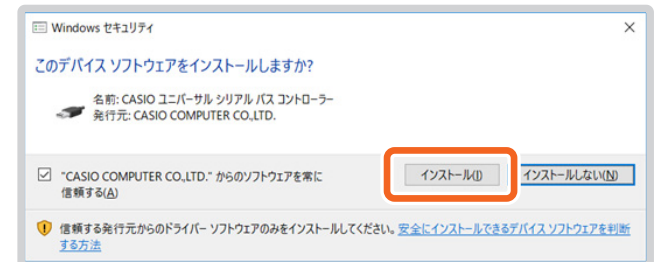 Windows セキュリティ
このデバイス ソフトウェアをインストールしますか?
名前: CASIO ユニバーサル シリアル バス コントローラー
発行元: CASIO COMPUTER CO.,LTD.
"CASIO COMPUTER CO.,LTD." からのソフトウェアを常に
信頼する(A)
インストール(I)
インストールしない(N)
信頼する発行元からのドライバー ソフトウェアのみをインストールしてください。安全にインストールできるデバイス ソフトウェアを判断
する方法